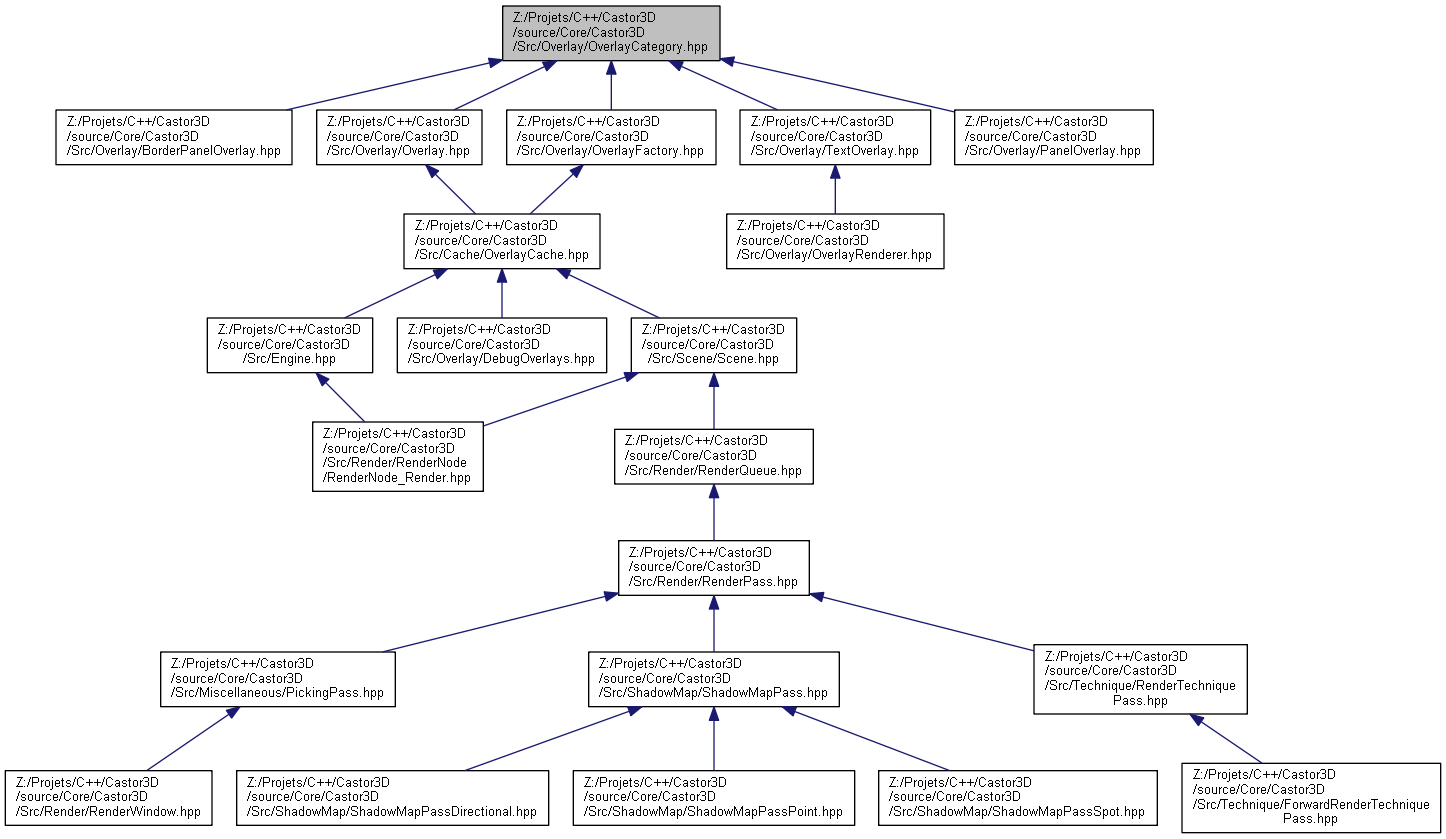 Z:/Projets/C++/Castor3D
/source/Core/Castor3D
/Src/Overlay/OverlayCategory.hpp
Z:/Projets/C++/Castor3D
/source/Core/Castor3D
/Src/Overlay/BorderPanelOverlay.hpp
Z:/Projets/C++/Castor3D
/source/Core/Castor3D
/Src/Overlay/Overlay.hpp
Z:/Projets/C++/Castor3D
/source/Core/Castor3D
/Src/Overlay/OverlayFactory.hpp
Z:/Projets/C++/Castor3D
/source/Core/Castor3D
/Src/Overlay/TextOverlay.hpp
Z:/Projets/C++/Castor3D
/source/Core/Castor3D
/Src/Overlay/PanelOverlay.hpp
Z:/Projets/C++/Castor3D
/source/Core/Castor3D
/Src/Cache/OverlayCache.hpp
Z:/Projets/C++/Castor3D
/source/Core/Castor3D
/Src/Overlay/OverlayRenderer.hpp
Z:/Projets/C++/Castor3D
/source/Core/Castor3D
/Src/Engine.hpp
Z:/Projets/C++/Castor3D
/source/Core/Castor3D
/Src/Overlay/DebugOverlays.hpp
Z:/Projets/C++/Castor3D
/source/Core/Castor3D
/Src/Scene/Scene.hpp
Z:/Projets/C++/Castor3D
/source/Core/Castor3D
/Src/Render/RenderNode
/RenderNode_Render.hpp
Z:/Projets/C++/Castor3D
/source/Core/Castor3D
/Src/Render/RenderQueue.hpp
Z:/Projets/C++/Castor3D
/source/Core/Castor3D
/Src/Render/RenderPass.hpp
Z:/Projets/C++/Castor3D
/source/Core/Castor3D
/Src/Miscellaneous/PickingPass.hpp
Z:/Projets/C++/Castor3D
/source/Core/Castor3D
/Src/ShadowMap/ShadowMapPass.hpp
Z:/Projets/C++/Castor3D
/source/Core/Castor3D
/Src/Technique/RenderTechnique
Pass.hpp
Z:/Projets/C++/Castor3D
/source/Core/Castor3D
/Src/Render/RenderWindow.hpp
Z:/Projets/C++/Castor3D
/source/Core/Castor3D
/Src/ShadowMap/ShadowMapPassDirectional.hpp
Z:/Projets/C++/Castor3D
/source/Core/Castor3D
/Src/ShadowMap/ShadowMapPassPoint.hpp
Z:/Projets/C++/Castor3D
/source/Core/Castor3D
/Src/ShadowMap/ShadowMapPassSpot.hpp
Z:/Projets/C++/Castor3D
/source/Core/Castor3D
/Src/Technique/ForwardRenderTechnique
Pass.hpp